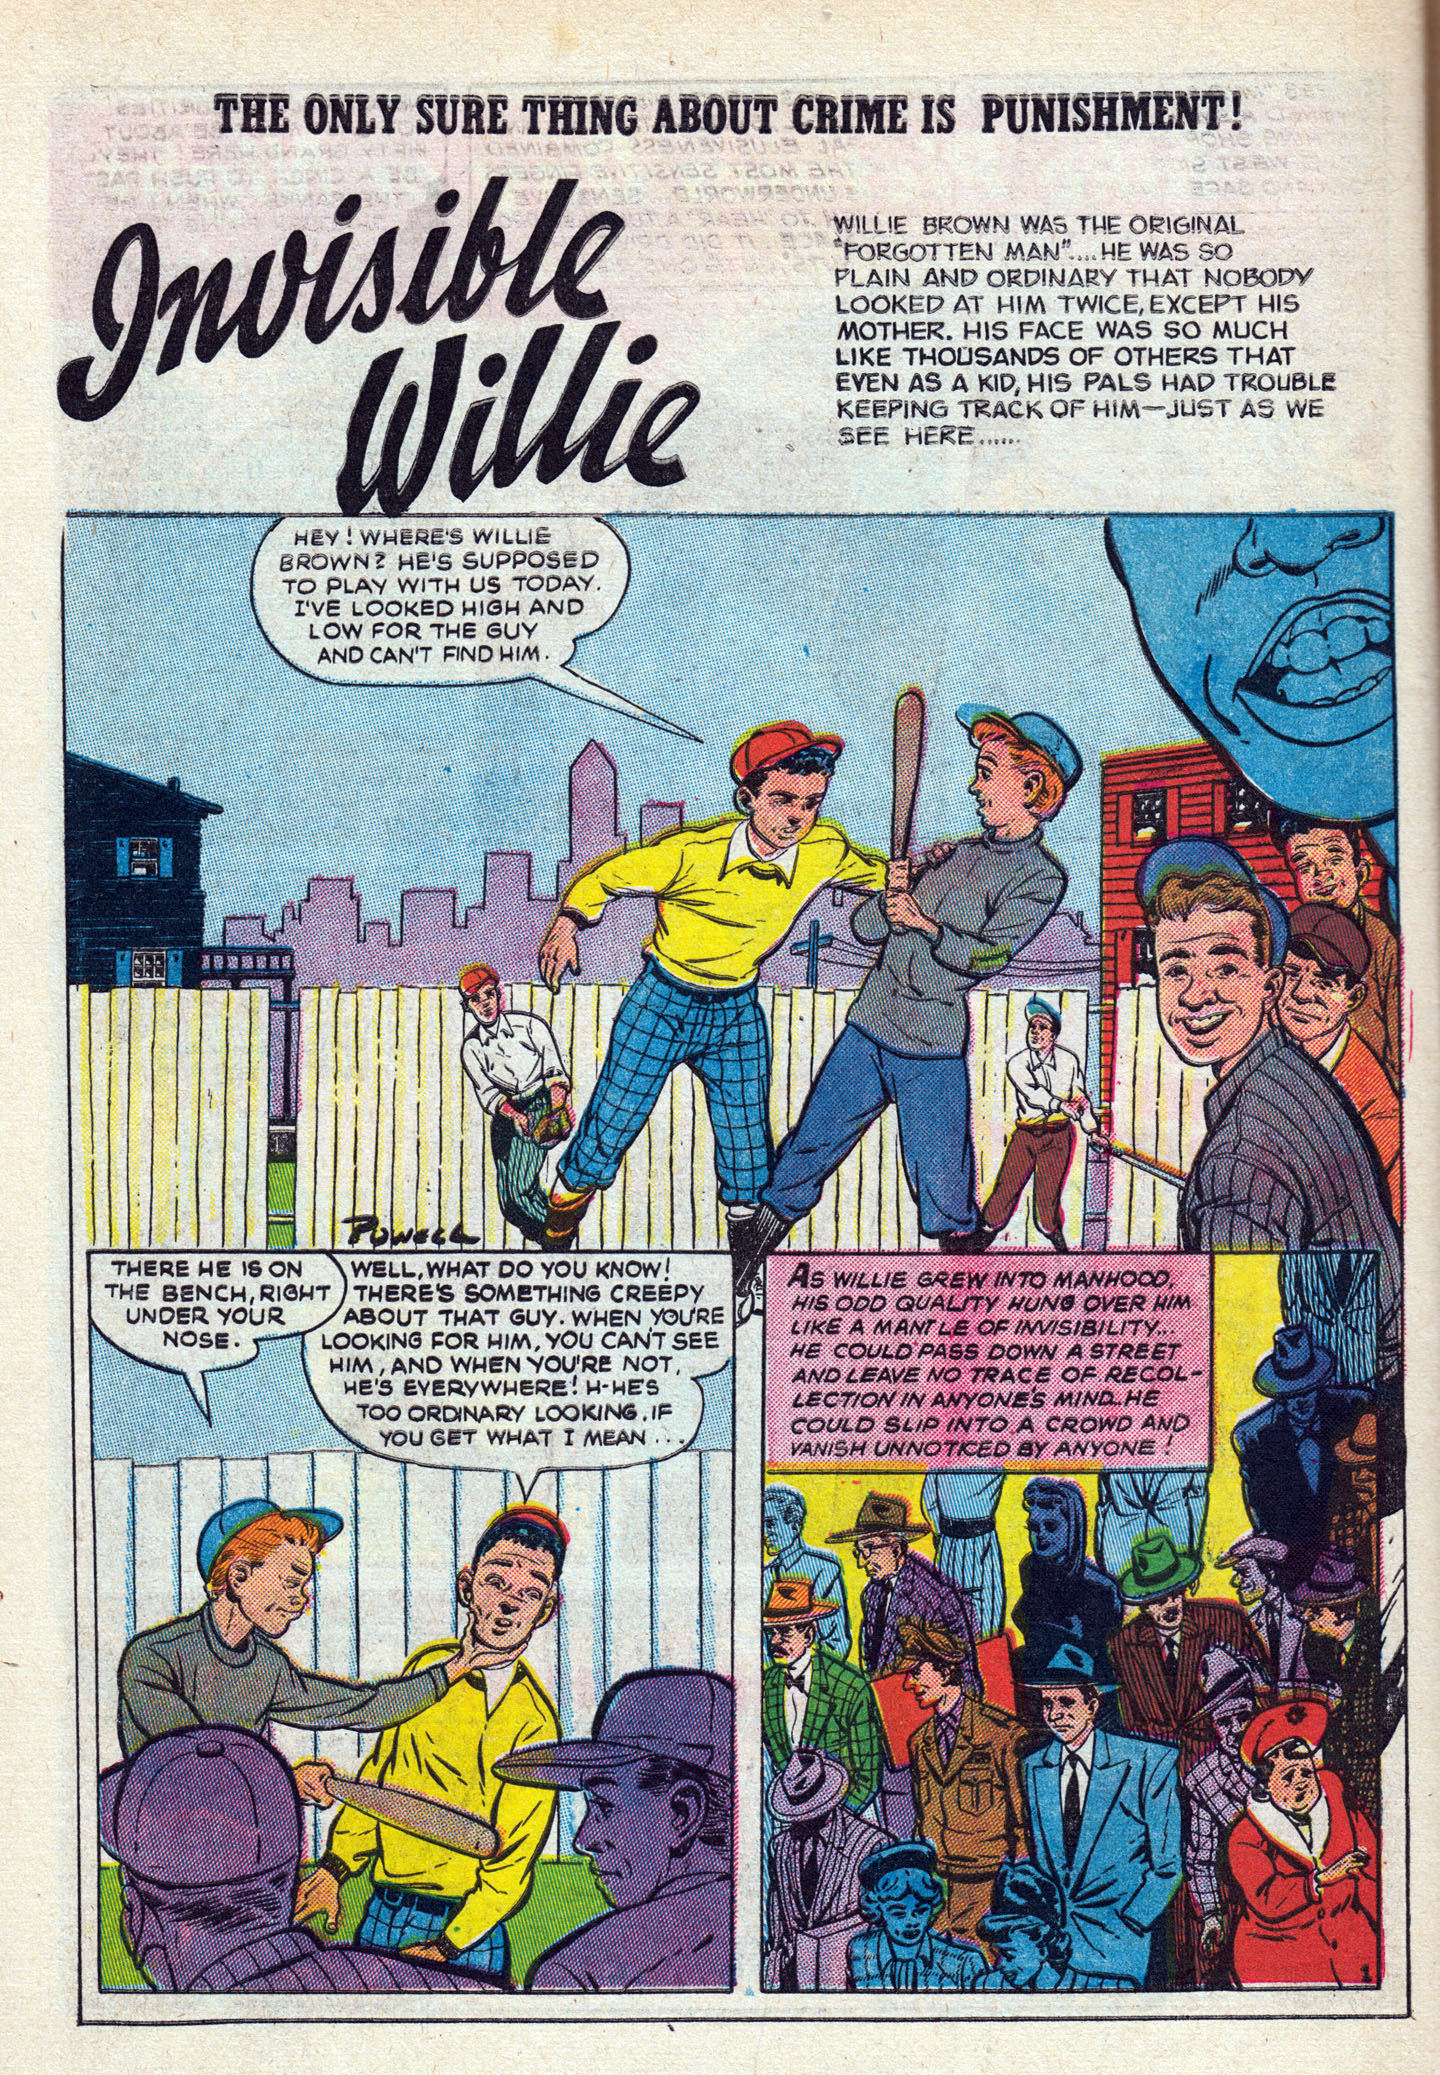 THE ONLY SURE THING ABOUT CRIME IS PUNISHMENT!
Invisible
Willie
WILLIE BROWN WAS THE ORIGINAL
"FORGOTTEN MAN"....HE WAS SO
PLAIN AND ORDINARY THAT NOBODY
LOOKED AT HIM TWICE, EXCEPT HIS
MOTHER. HIS FACE WAS SO MUCH
LIKE THOUSANDS OF OTHERS THAT
EVEN AS A KID, HIS PALS HAD TROUBLE
KEEPING TRACK OF HIM—JUST AS WE
SEE HERE......
HEY! WHERE'S WILLIE
BROWN? HE'S SUPPOSED
TO PLAY WITH US TODAY.
I'VE LOOKED HIGH AND
LOW FOR THE GUY
AND CAN'T FIND HIM.
POWELL
THERE HE IS ON
THE BENCH, RIGHT
UNDER YOUR
NOSE.
WELL, WHAT DO YOU KNOW!
THERE'S SOMETHING CREEPY
ABOUT THAT GUY. WHEN YOU'RE
LOOKING FOR HIM, YOU CAN'T SEE
HIM, AND WHEN YOU'RE NOT,
HE'S EVERYWHERE! H-HE'S
TOO ORDINARY LOOKING, IF
YOU GET WHAT I MEAN...
AS WILLIE GREW INTO MANHOOD,
HIS ODD QUALITY HUNG OVER HIM
LIKE A MANTLE OF INVISIBILITY...
HE COULD PASS DOWN A STREET
AND LEAVE NO TRACE OF RECOL-
LECTION IN ANYONE'S MIND...HE
COULD SLIP INTO A CROWD AND
VANISH UNNOTICED BY ANYONE!
1